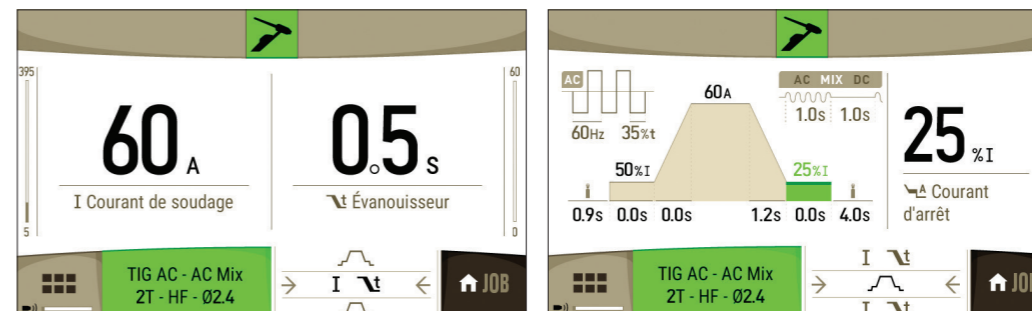 395
60
60 A
0.5 s
I Courant de soudage
t Évanouisseur
5
0
TIG AC - AC Mix
2T - HF - Ø2.4
I t
JOB
AC
60Hz 35%t
60A
AC MIX DC
1.0s 1.0s
50%I
25%I
0.9s 0.0s 0.0s 1.2s 0.0s 4.0s
25 %I
A Courant
d'arrêt
TIG AC - AC Mix
2T - HF - Ø2.4
I t
I t